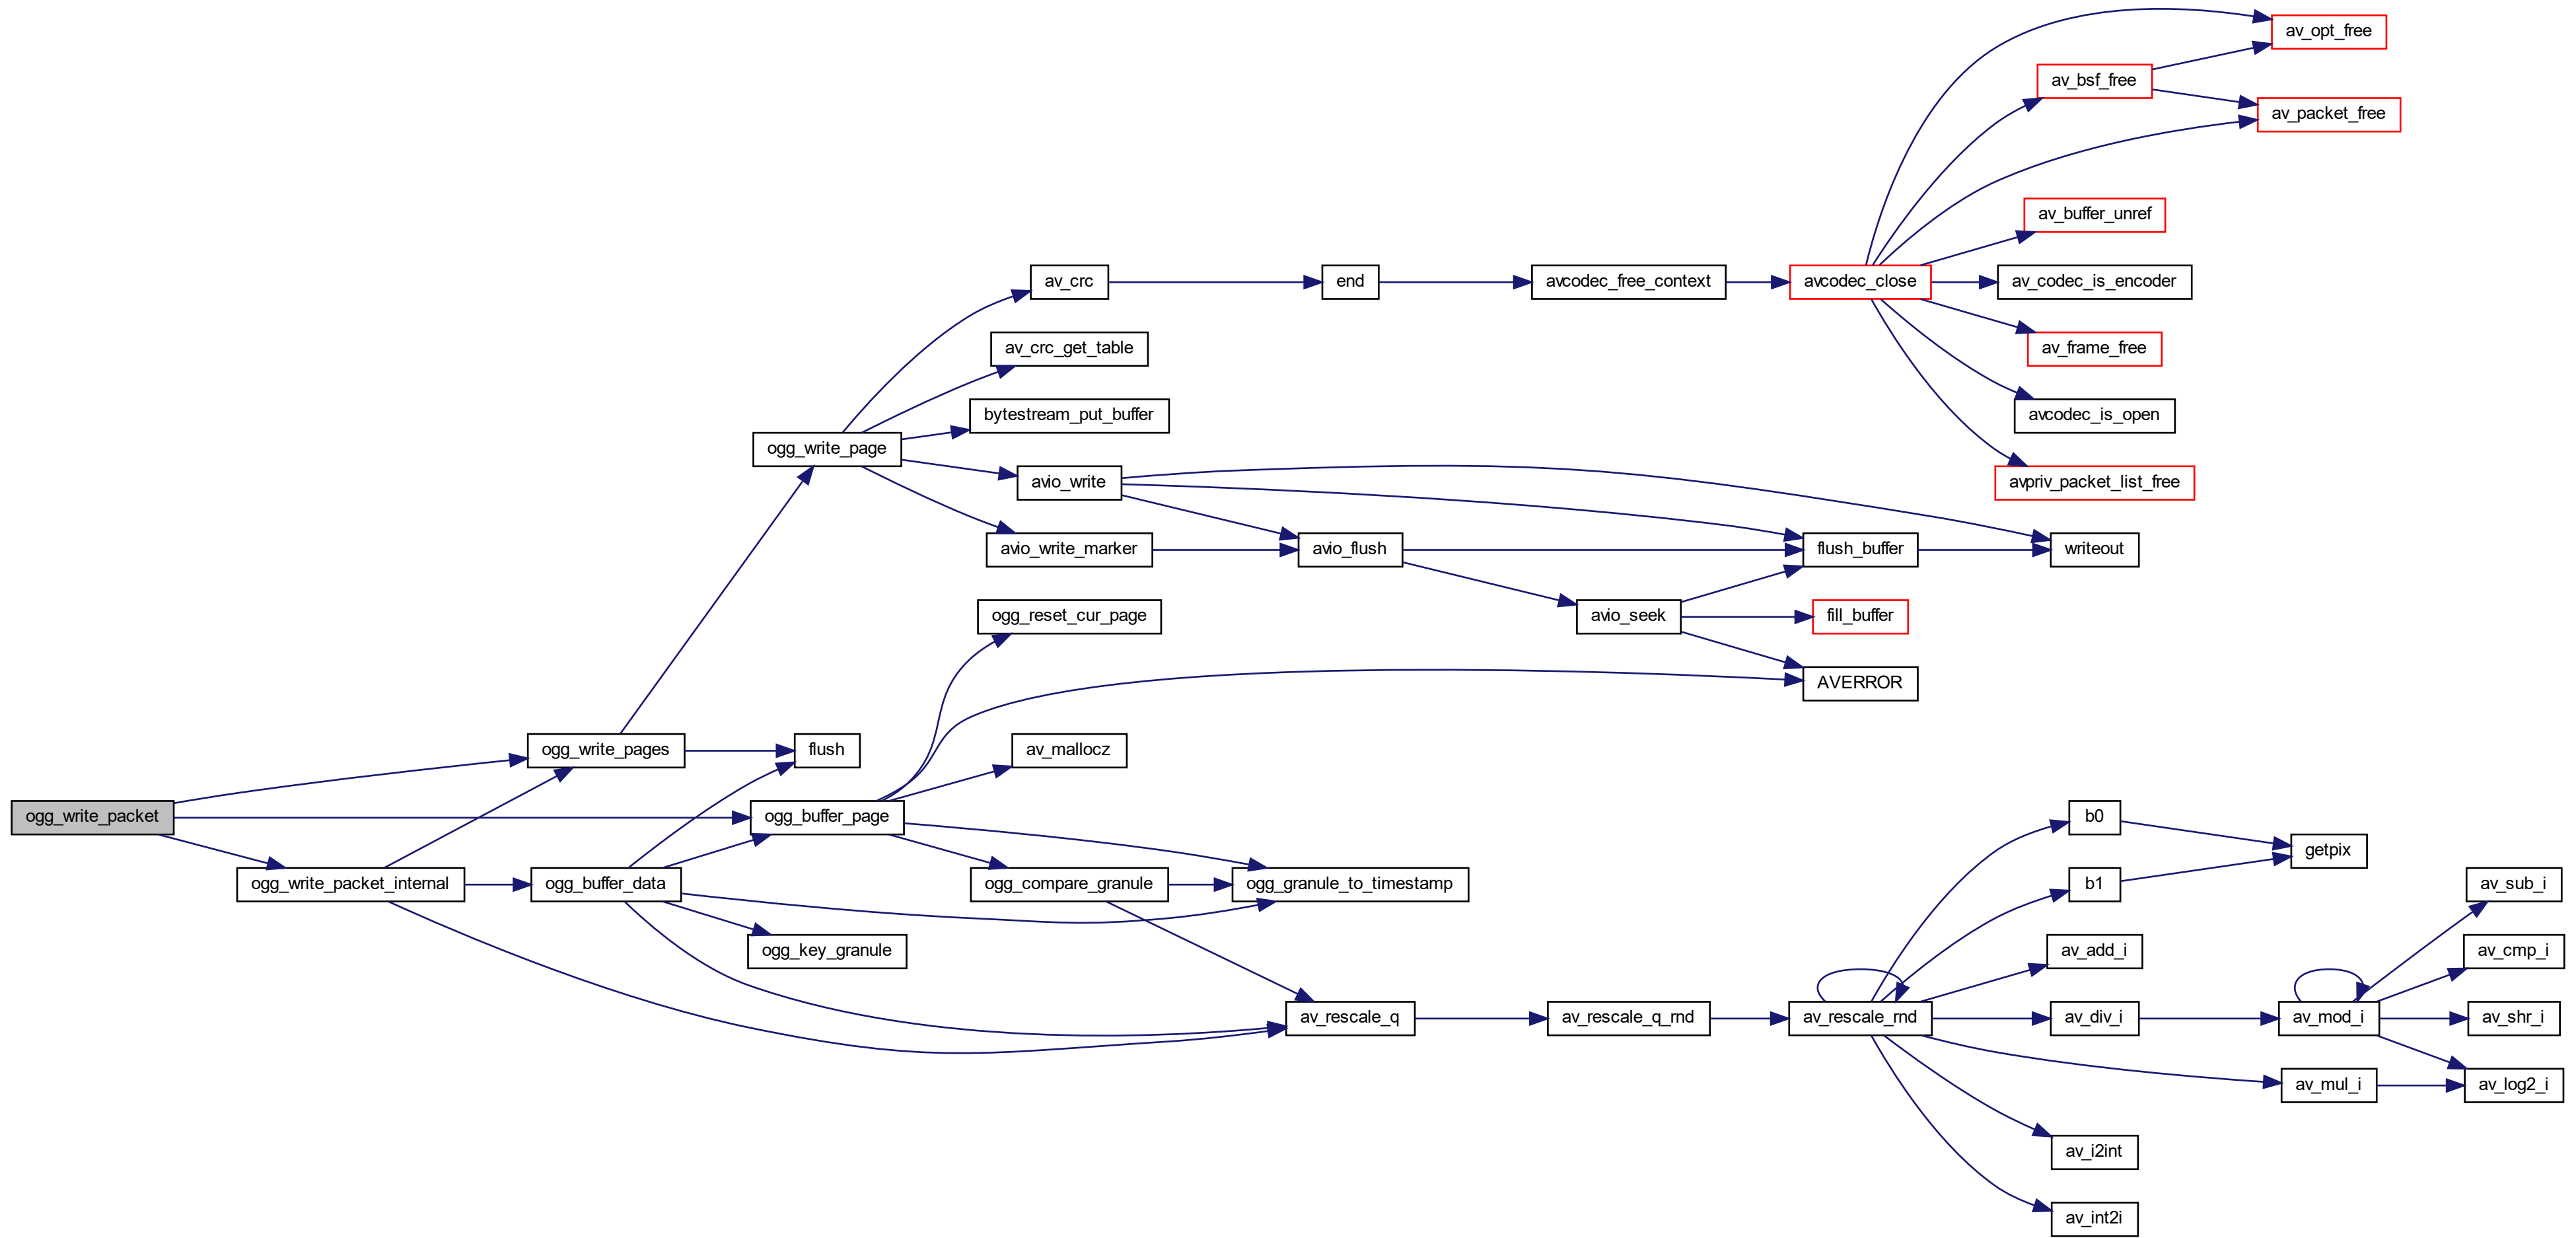 av_opt_free
av_bsf_free
av_packet_free
av_buffer_unref
av_crc
end
avcodec_free_context
avcodec_close
av_codec_is_encoder
av_crc_get_table
av_frame_free
bytestream_put_buffer
avcodec_is_open
ogg_write_page
avio_write
avpriv_packet_list_free
avio_write_marker
avio_flush
flush_buffer
writeout
ogg_reset_cur_page
avio_seek
fill_buffer
AVERROR
ogg_write_pages
flush
av_mallocz
ogg_write_packet
ogg_buffer_page
b0
getpix
ogg_write_packet_internal
ogg_buffer_data
ogg_compare_granule
ogg_granule_to_timestamp
b1
av_sub_i
ogg_key_granule
av_add_i
av_cmp_i
av_rescale_q
av_rescale_q_rnd
av_rescale_rnd
av_div_i
av_mod_i
av_shr_i
av_mul_i
av_log2_i
av_i2int
av_int2i